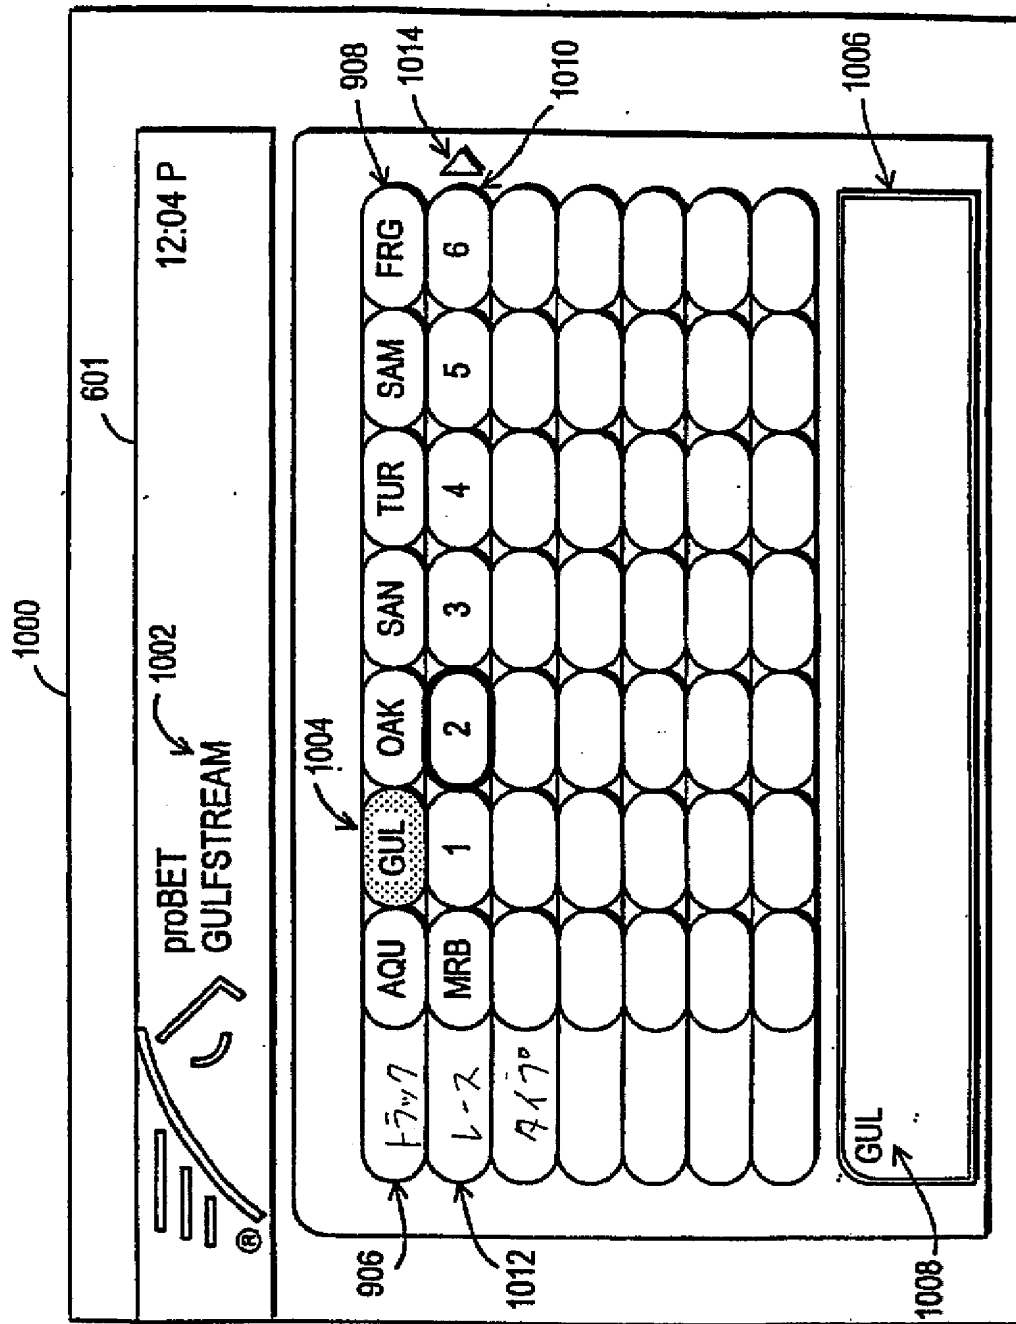 1000
601
1002
proBET
GULFSTREAM
12:04 P
®
1004
908
1014
1010
906
トラック AQU GUL OAK SAN TUR SAM FRG
1012
レース MRB 1 2 3 4 5 6
タイプ
1006
GUL
1008